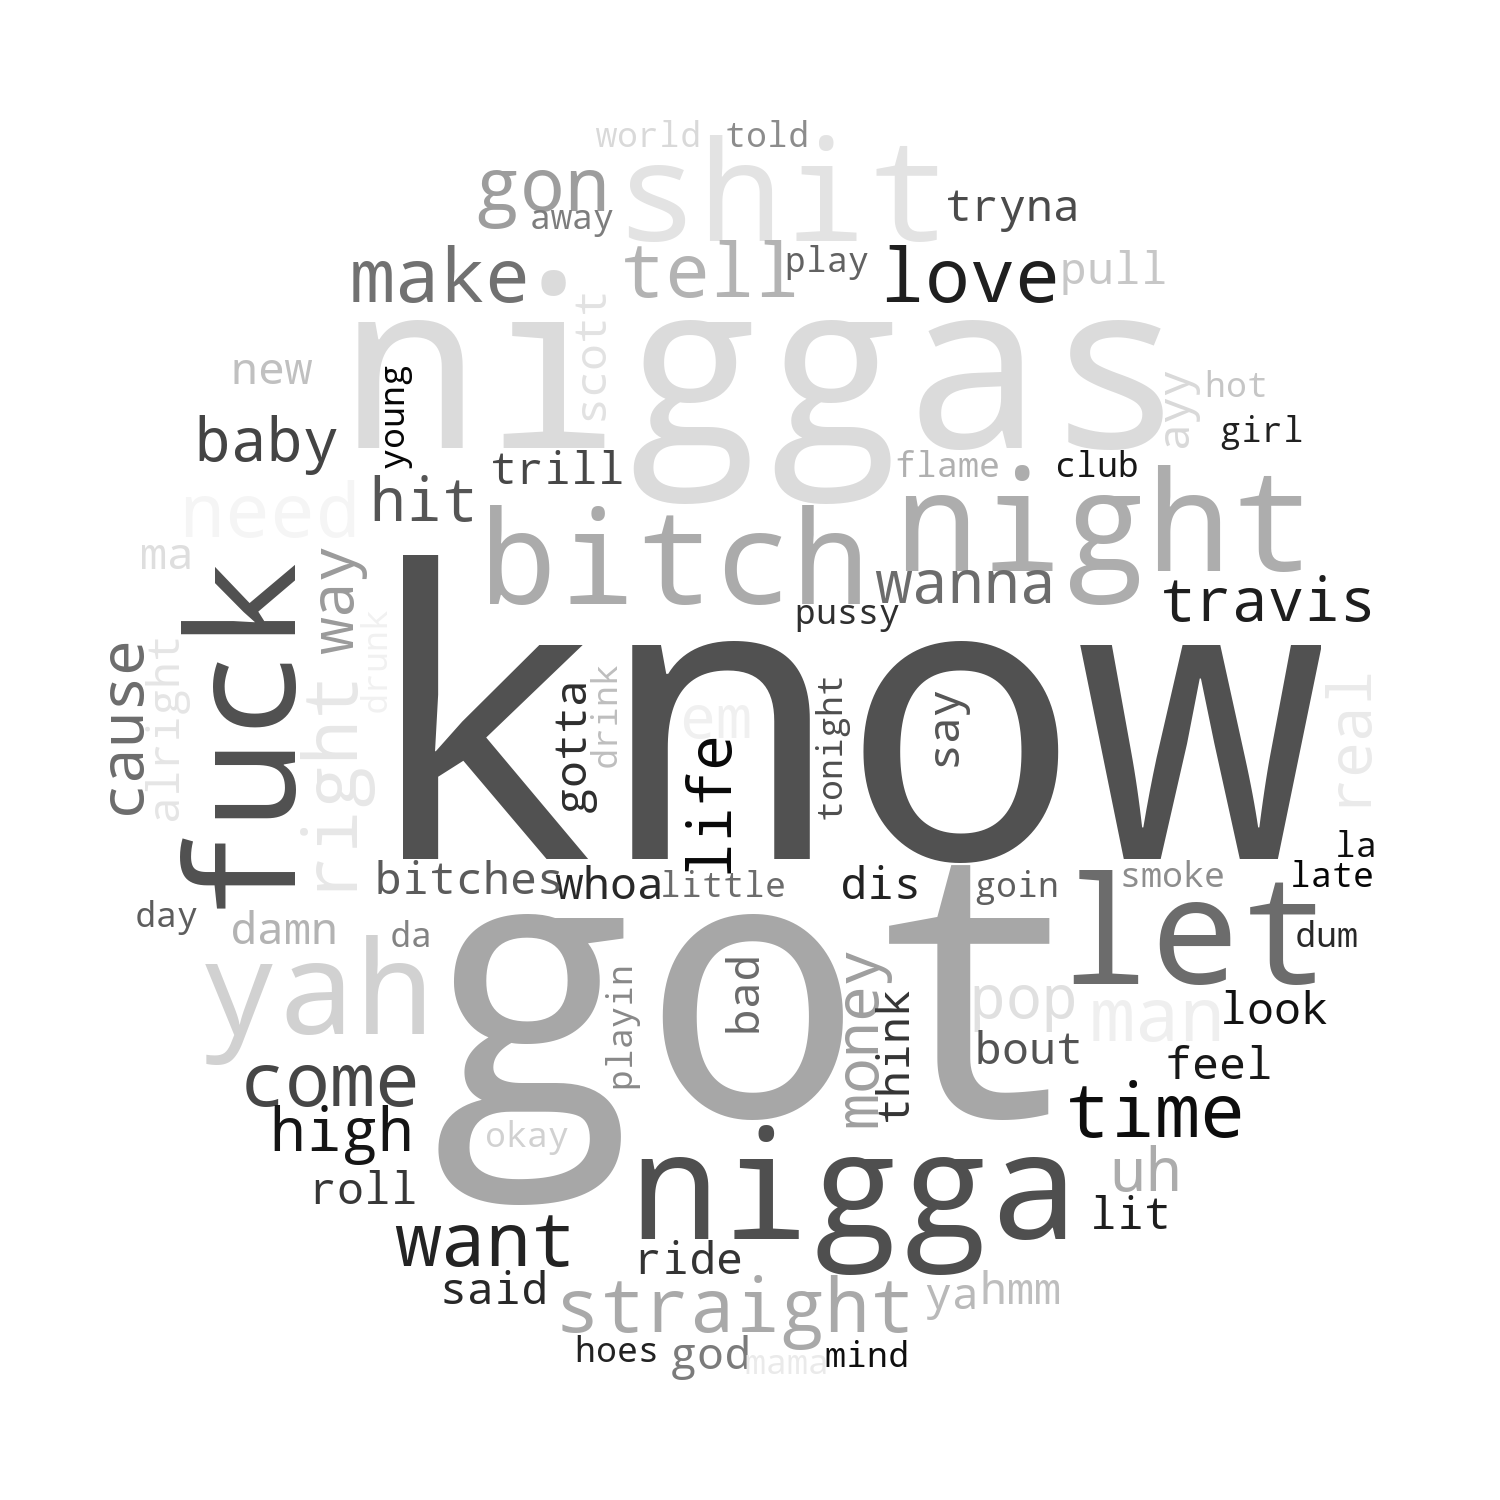 world
told
shit
gon
away
tryna
make
tell
play
love
pull
niggas
scott
new
young
ayy
hot
baby
girl
trill
flame
club
hit
night
need
bitch
ma
way
wanna
travis
pussy
fuck
know
drunk
cause
alright
right
gotta
drink
em
life
tonight
say
real
la
bitches
whoa
little
dis
goin
smoke
late
let
day
damn
da
dum
yah
got
playin
bad
money
think
pop
man
look
bout
feel
come
time
high
okay
nigga
uh
roll
lit
want
ride
said
straight
ya
hmm
hoes
god
mama
mind